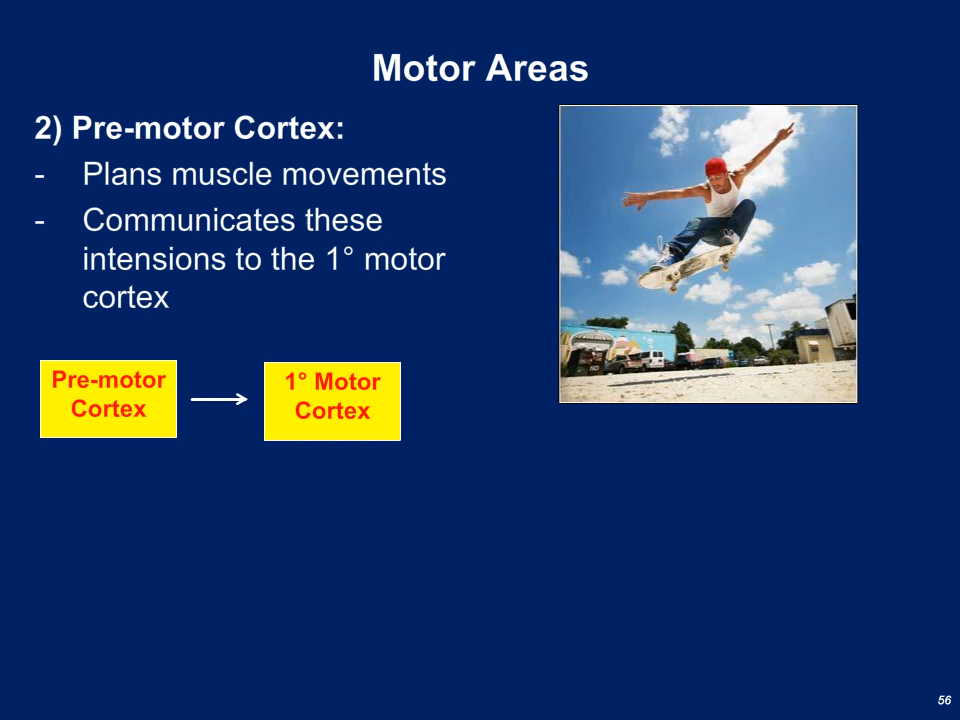 Motor Areas
2) Pre-motor Cortex:
- Plans muscle movements
- Communicates these
intensions to the 1° motor
cortex
Pre-motor
Cortex
1° Motor
Cortex
NO
56